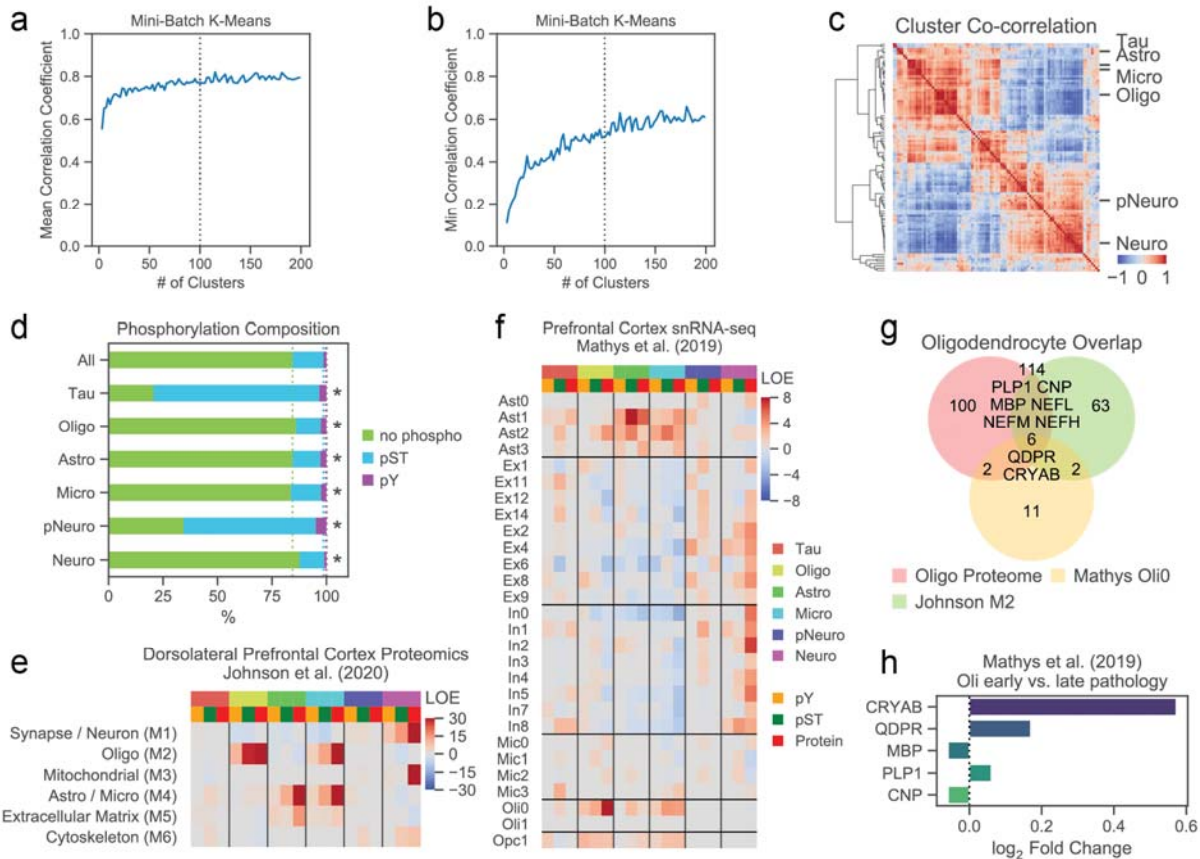 a
Mini-Batch K-Means
Mean Correlation Coefficient
1.0
0.8
0.6
0.4
0.2
0.0
0 50 100 150 200
# of Clusters
b
Mini-Batch K-Means
Min Correlation Coefficient
1.0
0.8
0.6
0.4
0.2
0.0
0 50 100 150 200
# of Clusters
c
Cluster Co-correlation
Tau
Astro
Micro
Oligo
pNeuro
Neuro
−1 0 1
d
Phosphorylation Composition
All
Tau *
Oligo *
Astro *
Micro *
pNeuro *
Neuro *
0 25 50 75 100
%
no phospho
pST
pY
e
Dorsolateral Prefrontal Cortex Proteomics
Johnson et al. (2020)
LOE
30
15
0
−15
−30
Synapse / Neuron (M1)
Oligo (M2)
Mitochondrial (M3)
Astro / Micro (M4)
Extracellular Matrix (M5)
Cytoskeleton (M6)
f
Prefrontal Cortex snRNA-seq
Mathys et al. (2019)
LOE
8
4
0
−4
−8
Ast0
Ast1
Ast2
Ast3
Ex1
Ex11
Ex12
Ex14
Ex2
Ex4
Ex6
Ex8
Ex9
In0
In1
In2
In3
In4
In5
In7
In8
Mic0
Mic1
Mic2
Mic3
Oli0
Oli1
Opc1
Tau
Oligo
Astro
Micro
pNeuro
Neuro
pY
pST
Protein
g
Oligodendrocyte Overlap
114
PLP1 CNP
100 MBP NEFL 63
NEFM NEFH
6
QDPR
2 CRYAB 2
11
Oligo Proteome
Mathys Oli0
Johnson M2
h
Mathys et al. (2019)
Oli early vs. late pathology
CRYAB
QDPR
MBP
PLP1
CNP
0.0 0.2 0.4 0.6
log2 Fold Change